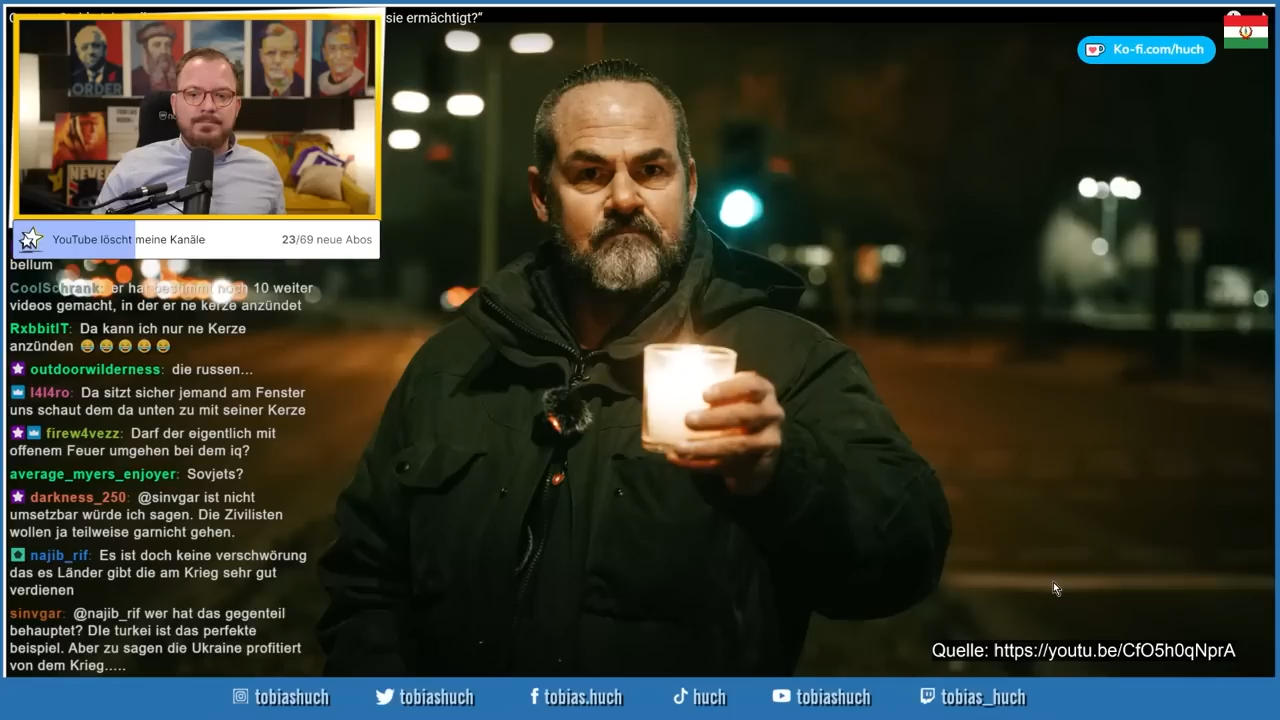 sie ermächtigt?“
Ko-fi.com/huch
ORDER
NEVER
YouTube löscht meine Kanäle 23/69 neue Abos
bellum
CoolSchrank: er hat bestimmt noch 10 weiter
videos gemacht, in der er ne kerze anzündet
RxbbitIT: Da kann ich nur ne Kerze
anzünden 😂 😂 😂 😂 😂
outdoorwilderness: die russen...
l4l4ro: Da sitzt sicher jemand am Fenster
uns schaut dem da unten zu mit seiner Kerze
firew4vezz: Darf der eigentlich mit
offenem Feuer umgehen bei dem iq?
average_myers_enjoyer: Sovjets?
darkness_250: @sinvgar ist nicht
umsetzbar würde ich sagen. Die Zivilisten
wollen ja teilweise garnicht gehen.
najib_rif: Es ist doch keine verschwörung
das es Länder gibt die am Krieg sehr gut
verdienen
sinvgar: @najib_rif wer hat das gegenteil
behauptet? DIe turkei ist das perfekte
beispiel. Aber zu sagen die Ukraine profitiert
von dem Krieg.....
Quelle: https://youtu.be/CfO5h0qNprA
tobiashuch tobiashuch tobias.huch huch tobiashuch tobias_huch